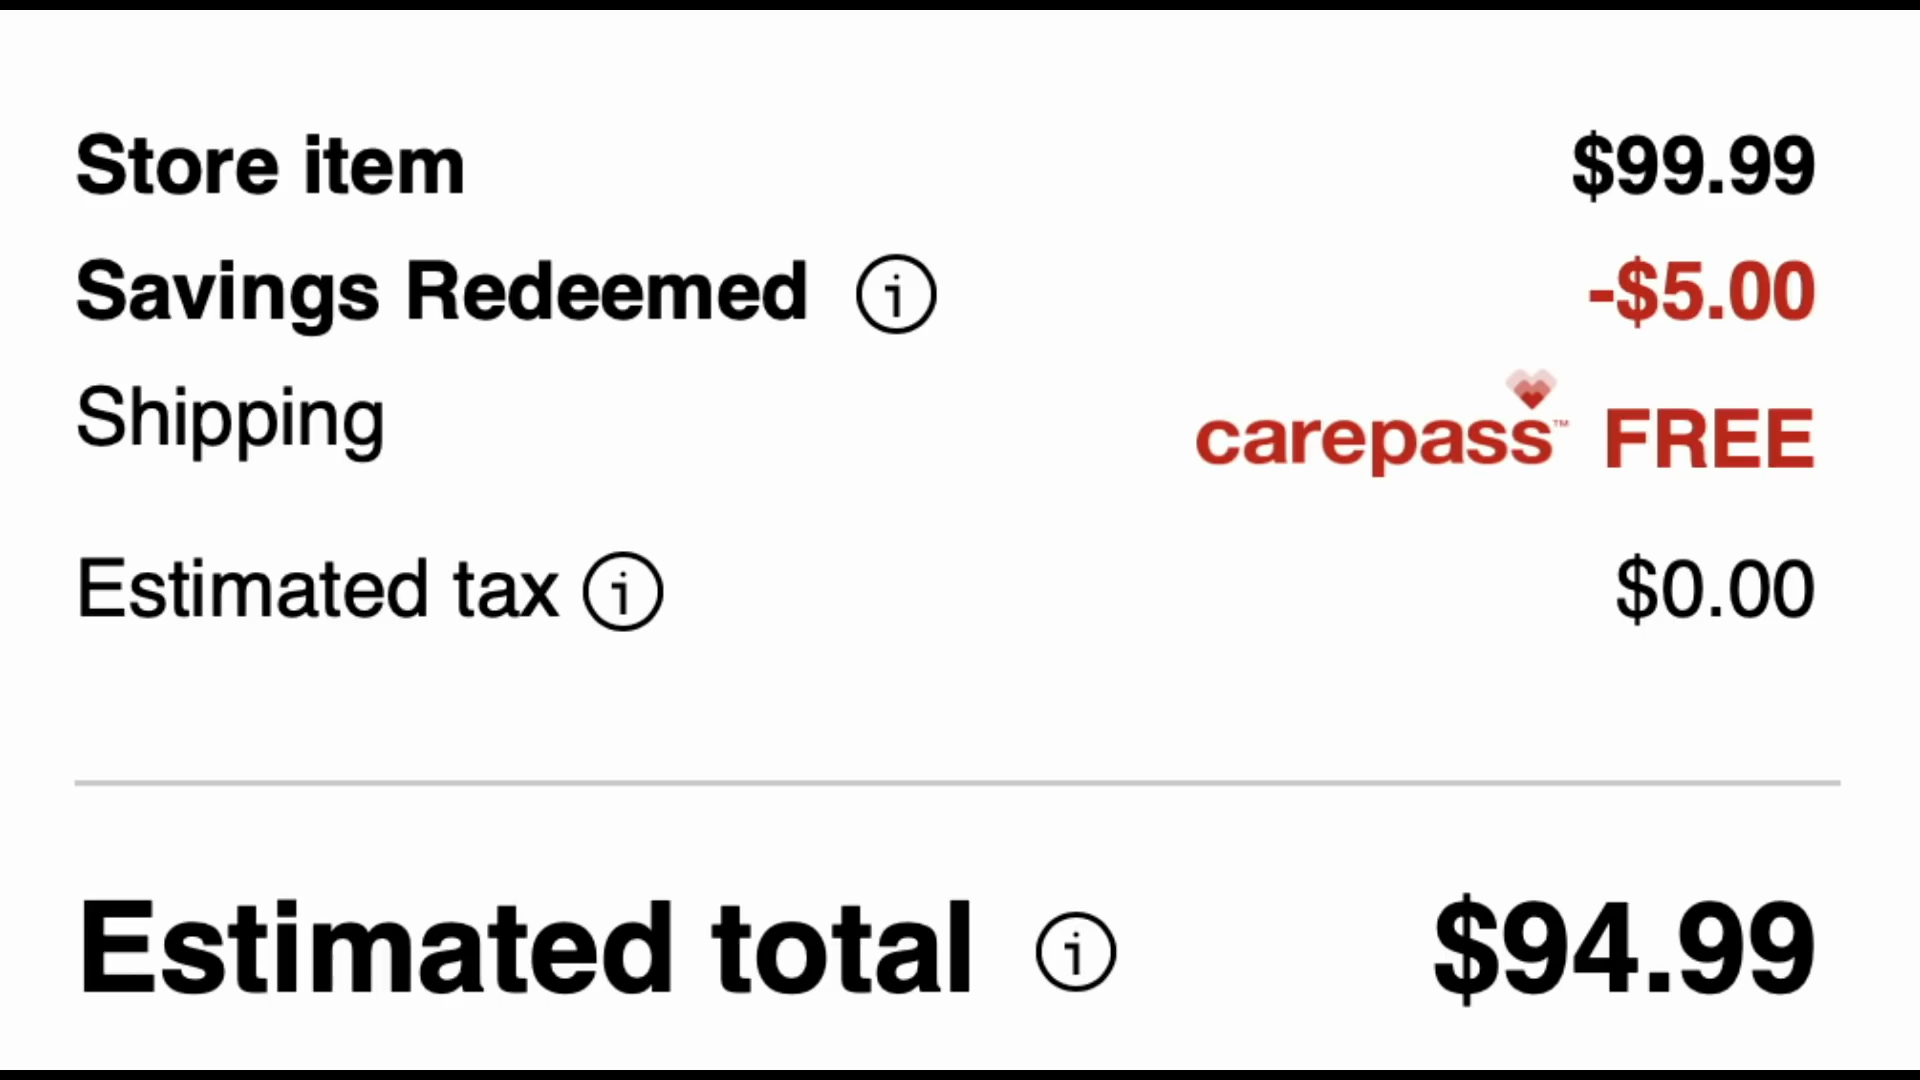 Store item $99.99
Savings Redeemed i -$5.00
Shipping carepass™ FREE
Estimated tax i $0.00
Estimated total i $94.99